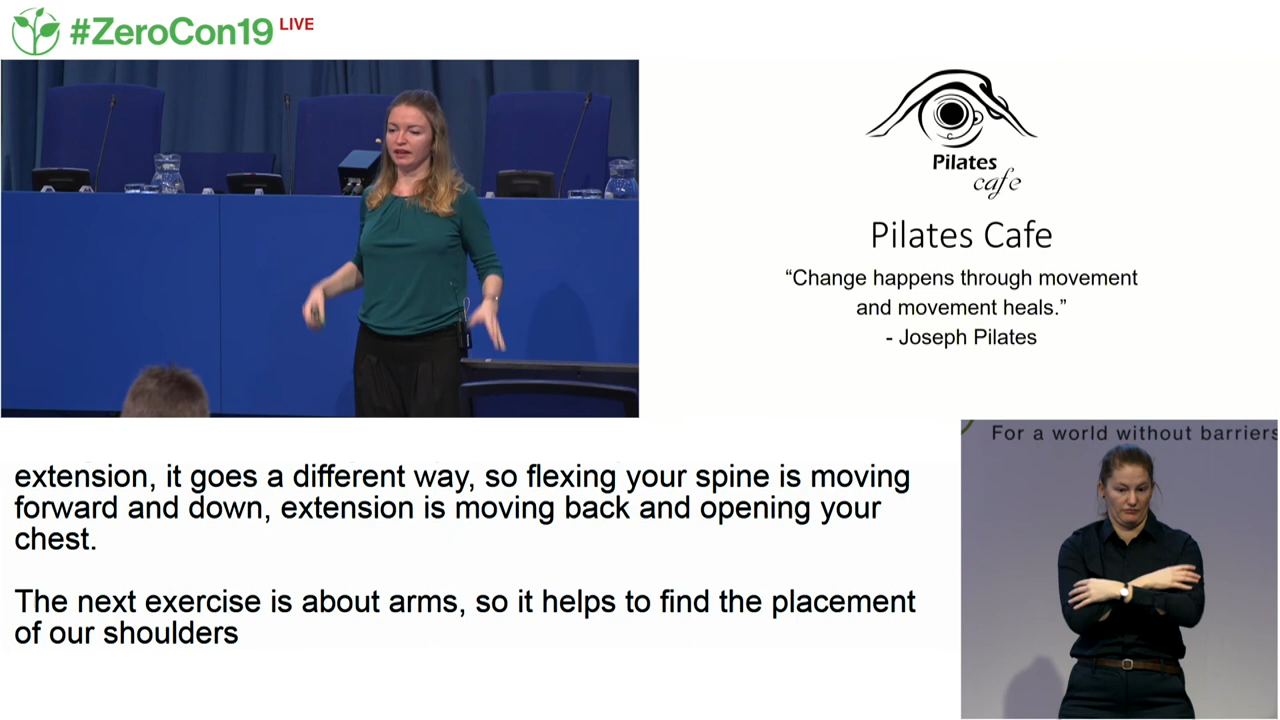 #ZeroCon19 LIVE
Pilates
cafe
Pilates Cafe
“Change happens through movement
and movement heals.”
- Joseph Pilates
For a world without barriers
extension, it goes a different way, so flexing your spine is moving
forward and down, extension is moving back and opening your
chest.
The next exercise is about arms, so it helps to find the placement
of our shoulders